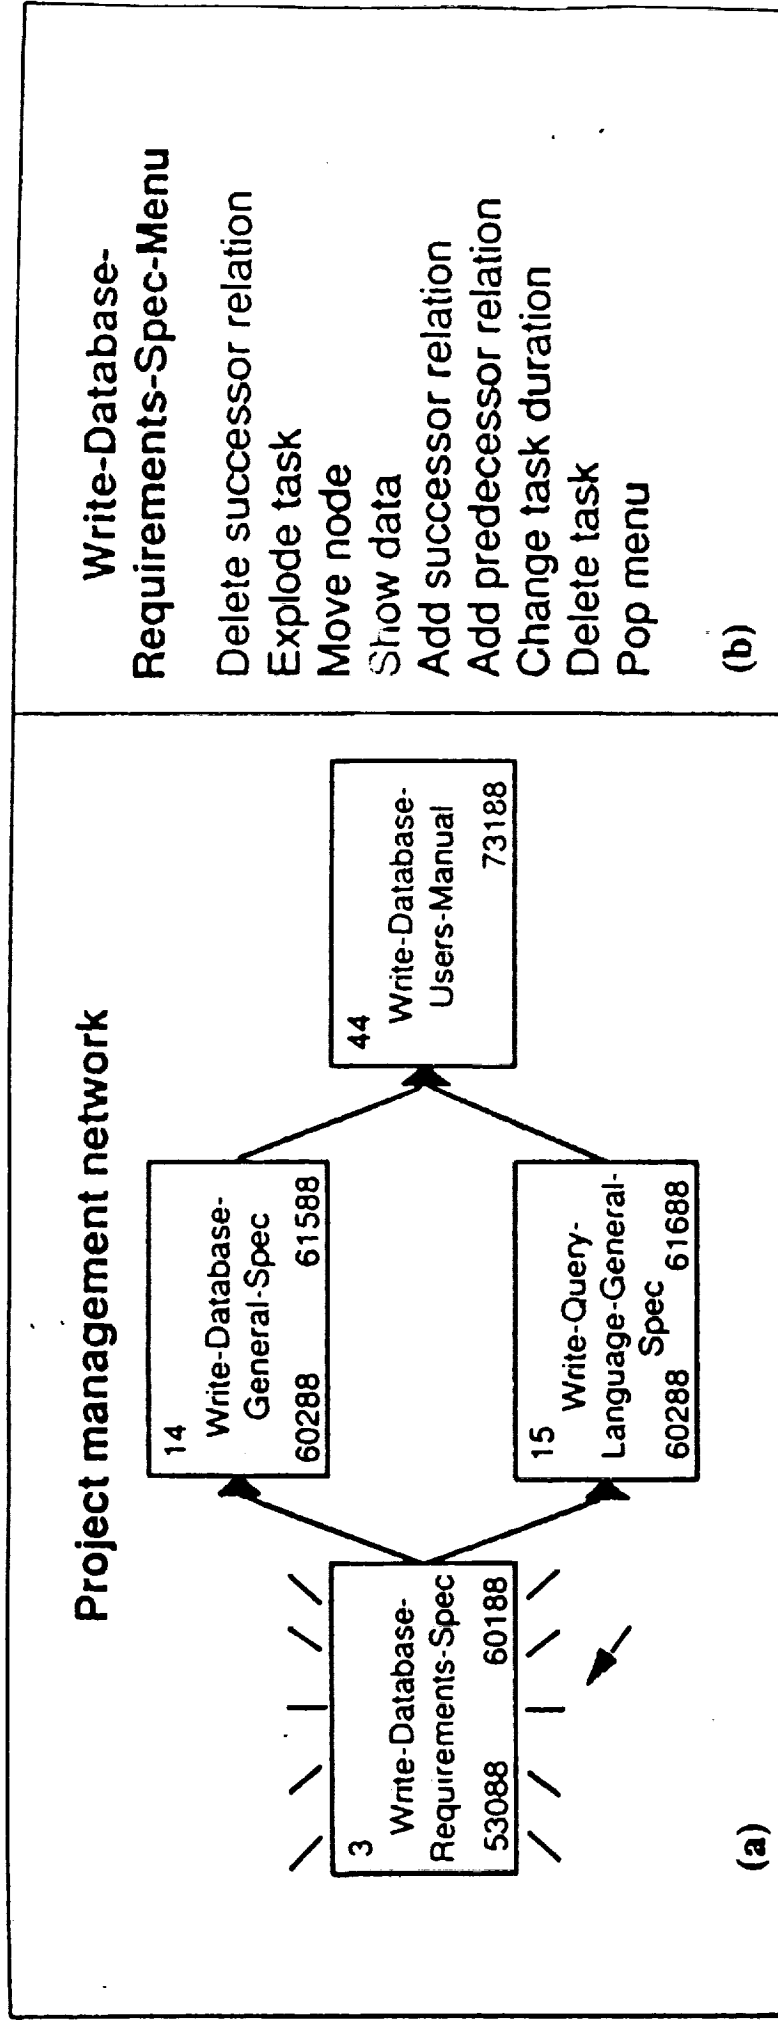 Project management network
3
Write-Database-
Requirements-Spec
53088 60188
14
Write-Database-
General-Spec
60288 61588
15 Write-Query-
Language-General-
Spec
60288 61688
44
Write-Database-
Users-Manual
73188
(a)
Write-Database-
Requirements-Spec-Menu
Delete successor relation
Explode task
Move node
Show data
Add successor relation
Add predecessor relation
Change task duration
Delete task
Pop menu
(b)